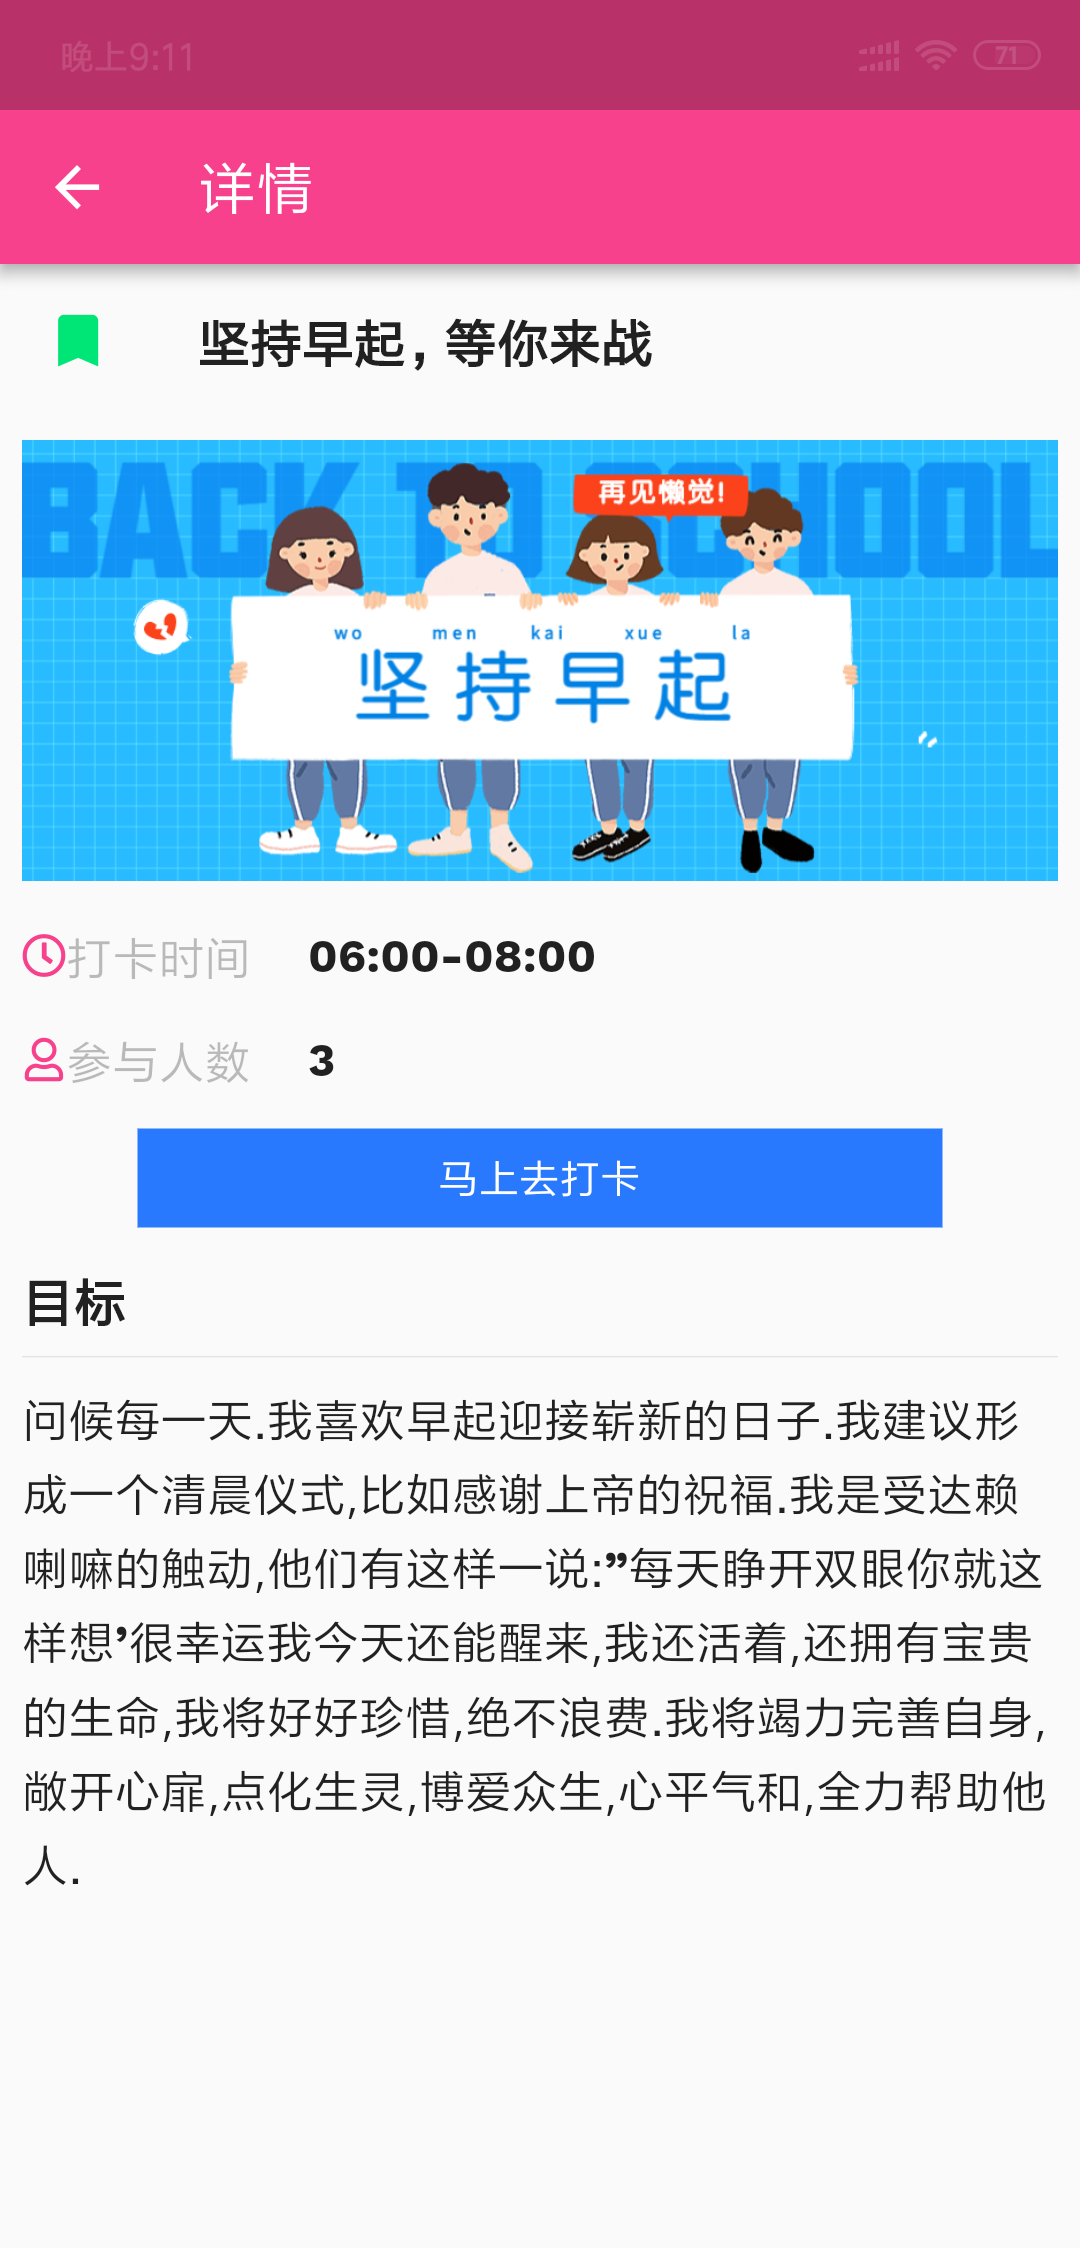 晚上9:11
71
详情
坚持早起，等你来战
BACK TO SCHOOL
再见懒觉!
wo men kai xue la
坚持早起
打卡时间 06:00-08:00
参与人数 3
马上去打卡
目标
问候每一天.我喜欢早起迎接崭新的日子.我建议形
成一个清晨仪式,比如感谢上帝的祝福.我是受达赖
喇嘛的触动,他们有这样一说:”每天睁开双眼你就这
样想’很幸运我今天还能醒来,我还活着,还拥有宝贵
的生命,我将好好珍惜,绝不浪费.我将竭力完善自身,
敞开心扉,点化生灵,博爱众生,心平气和,全力帮助他
人.